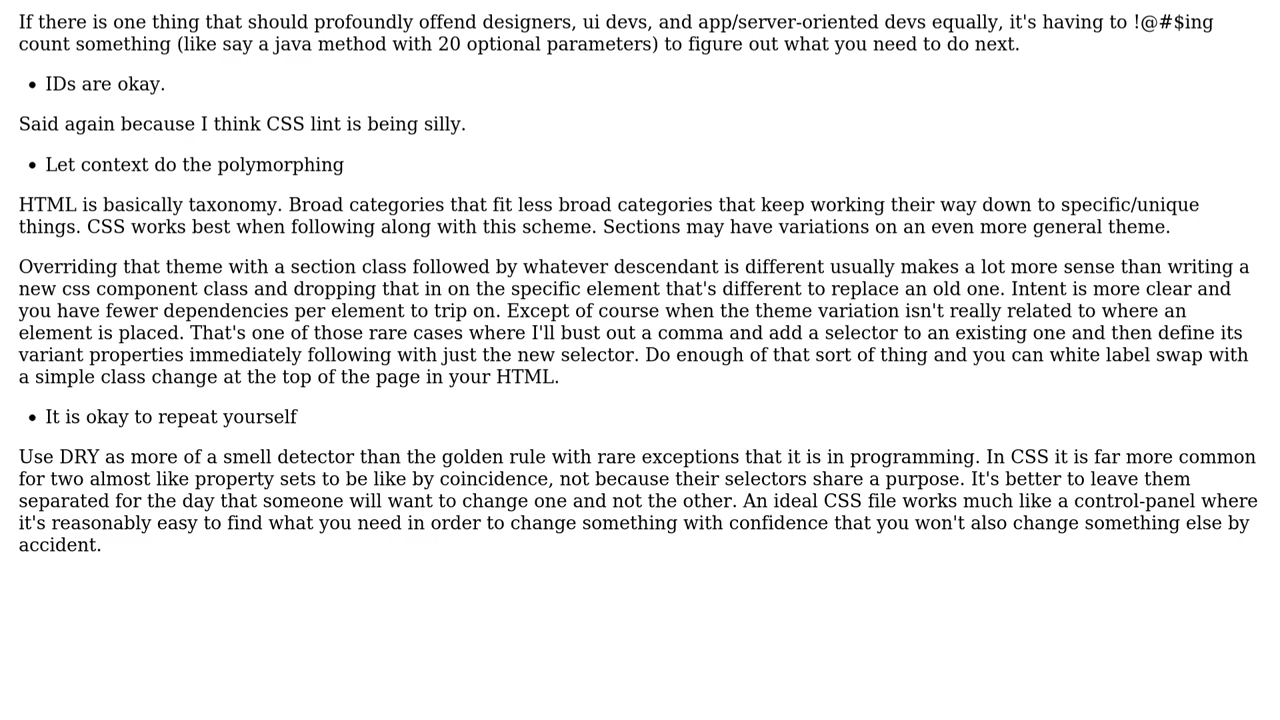 If there is one thing that should profoundly offend designers, ui devs, and app/server-oriented devs equally, it's having to !@#$ing
count something (like say a java method with 20 optional parameters) to figure out what you need to do next.
• IDs are okay.
Said again because I think CSS lint is being silly.
• Let context do the polymorphing
HTML is basically taxonomy. Broad categories that fit less broad categories that keep working their way down to specific/unique
things. CSS works best when following along with this scheme. Sections may have variations on an even more general theme.
Overriding that theme with a section class followed by whatever descendant is different usually makes a lot more sense than writing a
new css component class and dropping that in on the specific element that's different to replace an old one. Intent is more clear and
you have fewer dependencies per element to trip on. Except of course when the theme variation isn't really related to where an
element is placed. That's one of those rare cases where I'll bust out a comma and add a selector to an existing one and then define its
variant properties immediately following with just the new selector. Do enough of that sort of thing and you can white label swap with
a simple class change at the top of the page in your HTML.
• It is okay to repeat yourself
Use DRY as more of a smell detector than the golden rule with rare exceptions that it is in programming. In CSS it is far more common
for two almost like property sets to be like by coincidence, not because their selectors share a purpose. It's better to leave them
separated for the day that someone will want to change one and not the other. An ideal CSS file works much like a control-panel where
it's reasonably easy to find what you need in order to change something with confidence that you won't also change something else by
accident.